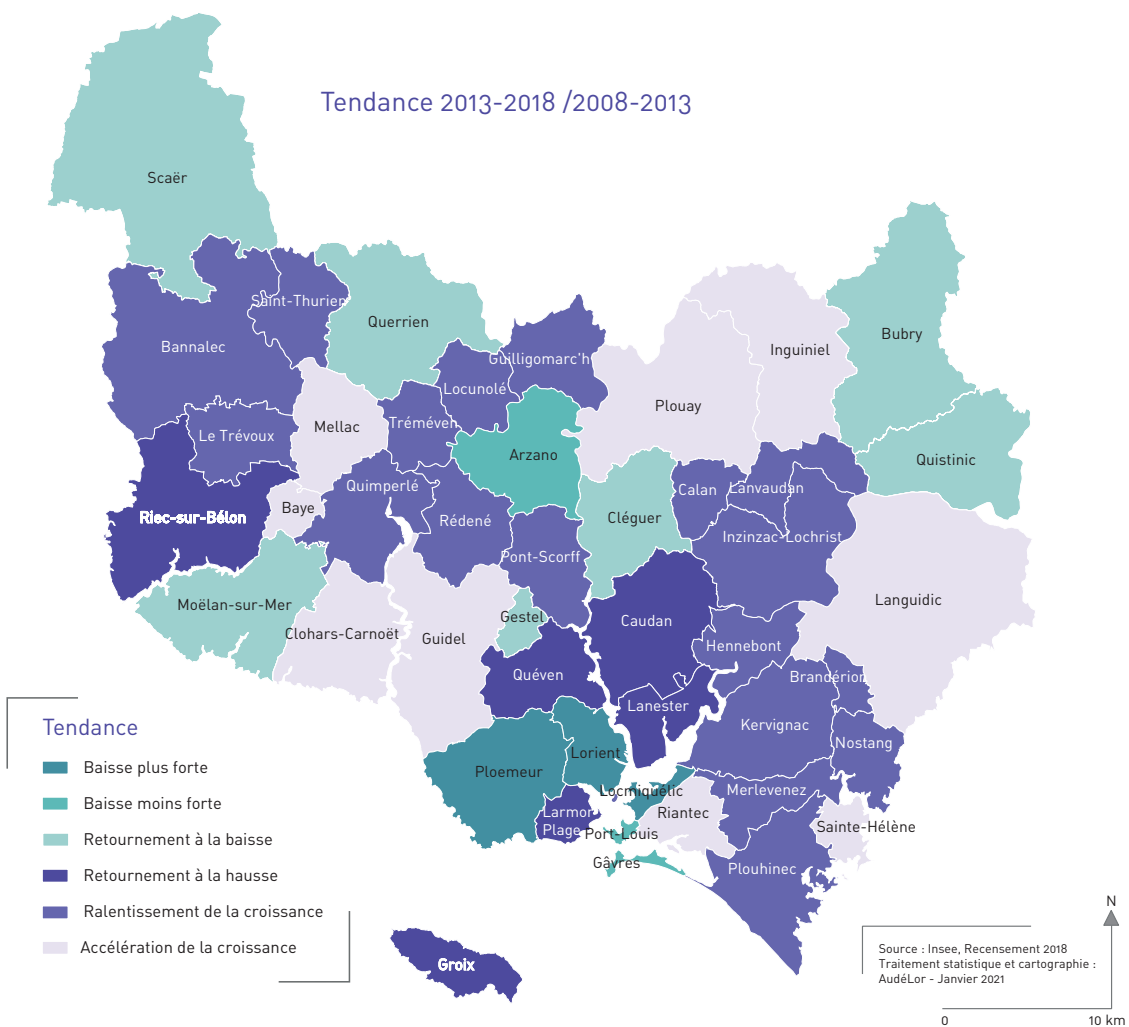 Tendance 2013-2018 /2008-2013
Scaër
Saint-Thurien
Querrien
Bannalec
Guilligomarc'h
Inguiniel
Bubry
Locunolé
Plouay
Le Trévoux
Mellac
Tréméven
Arzano
Quistinic
Quimperlé
Calan
Lanvaudan
Riec-sur-Bélon
Baye
Rédené
Cléguer
Inzinzac-Lochrist
Pont-Scorff
Moëlan-sur-Mer
Clohars-Carnoët
Guidel
Gestel
Caudan
Languidic
Hennebont
Quéven
Brandérion
Lanester
Kervignac
Nostang
Ploemeur
Lorient
Locmiquélic
Merlevenez
Larmor
Plage
Riantec
Port-Louis
Sainte-Hélène
Gâvres
Plouhinec
Groix
Tendance
Baisse plus forte
Baisse moins forte
Retournement à la baisse
Retournement à la hausse
Ralentissement de la croissance
Accélération de la croissance
Source : Insee, Recensement 2018
Traitement statistique et cartographie :
AudéLor - Janvier 2021
N
0 10 km